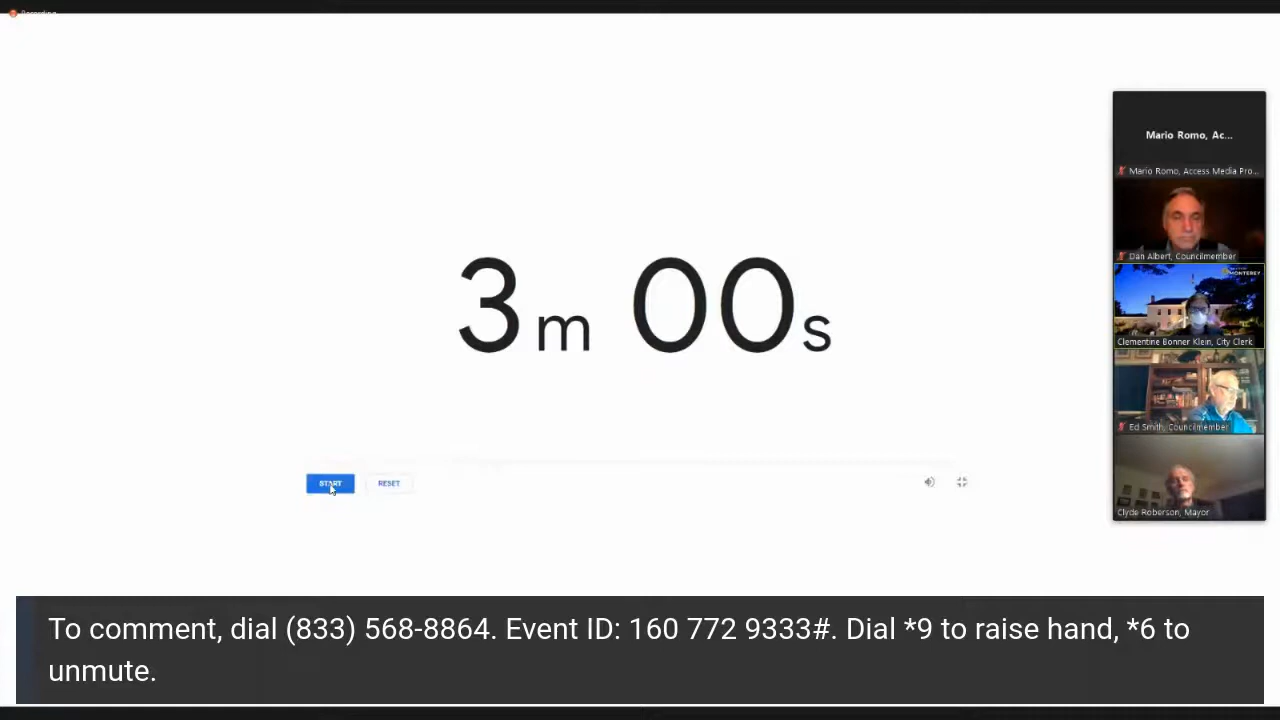 Recording
Mario Romo, Ac...
Mario Romo, Access Media Pro...
Dan Albert, Councilmember
MONTEREY
Clementine Bonner Klein, City Clerk
Ed Smith, Councilmember
Clyde Roberson, Mayor
3m 00s
START
RESET
To comment, dial (833) 568-8864. Event ID: 160 772 9333#. Dial *9 to raise hand, *6 to
unmute.